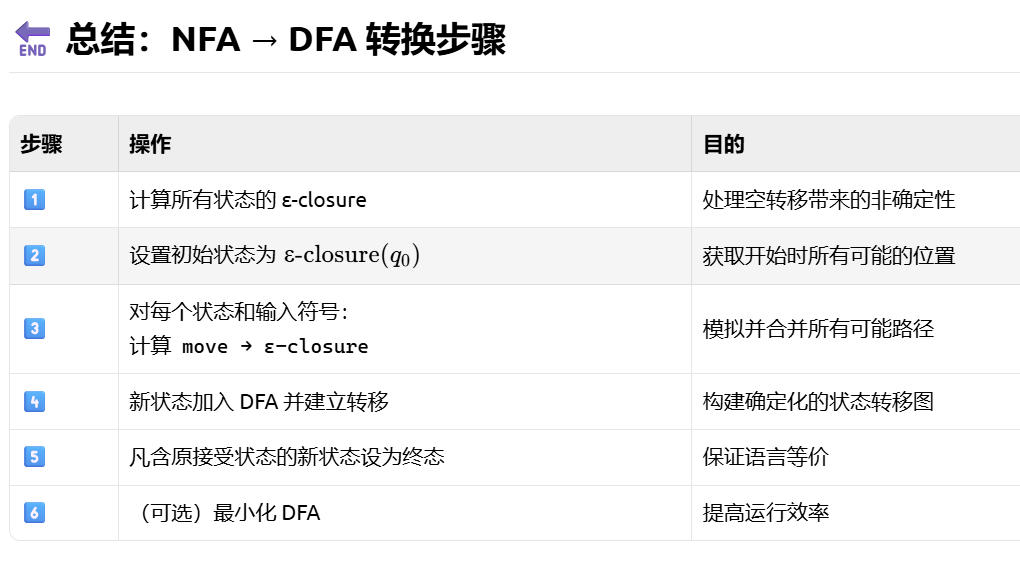 🔚 总结：NFA → DFA 转换步骤
步骤 操作 目的
1 计算所有状态的 ε-closure 处理空转移带来的非确定性
2 设置初始状态为 ε-closure(q₀) 获取开始时所有可能的位置
3 对每个状态和输入符号：
计算 move → ε-closure 模拟并合并所有可能路径
4 新状态加入 DFA 并建立转移 构建确定化的状态转移图
5 凡含原接受状态的新状态设为终态 保证语言等价
6 （可选）最小化 DFA 提高运行效率